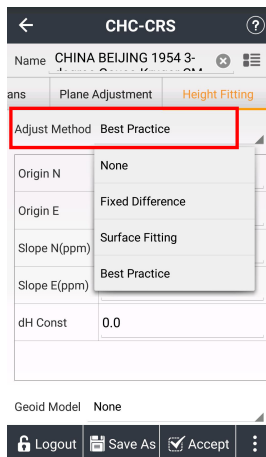 CHC-CRS
Name CHINA BEIJING 1954 3-
ans Plane Adjustment Height Fitting
Adjust Method Best Practice
None
Origin N
Fixed Difference
Origin E
Surface Fitting
Slope N(ppm)
Best Practice
Slope E(ppm)
dH Const 0.0
Geoid Model None
Logout Save As Accept